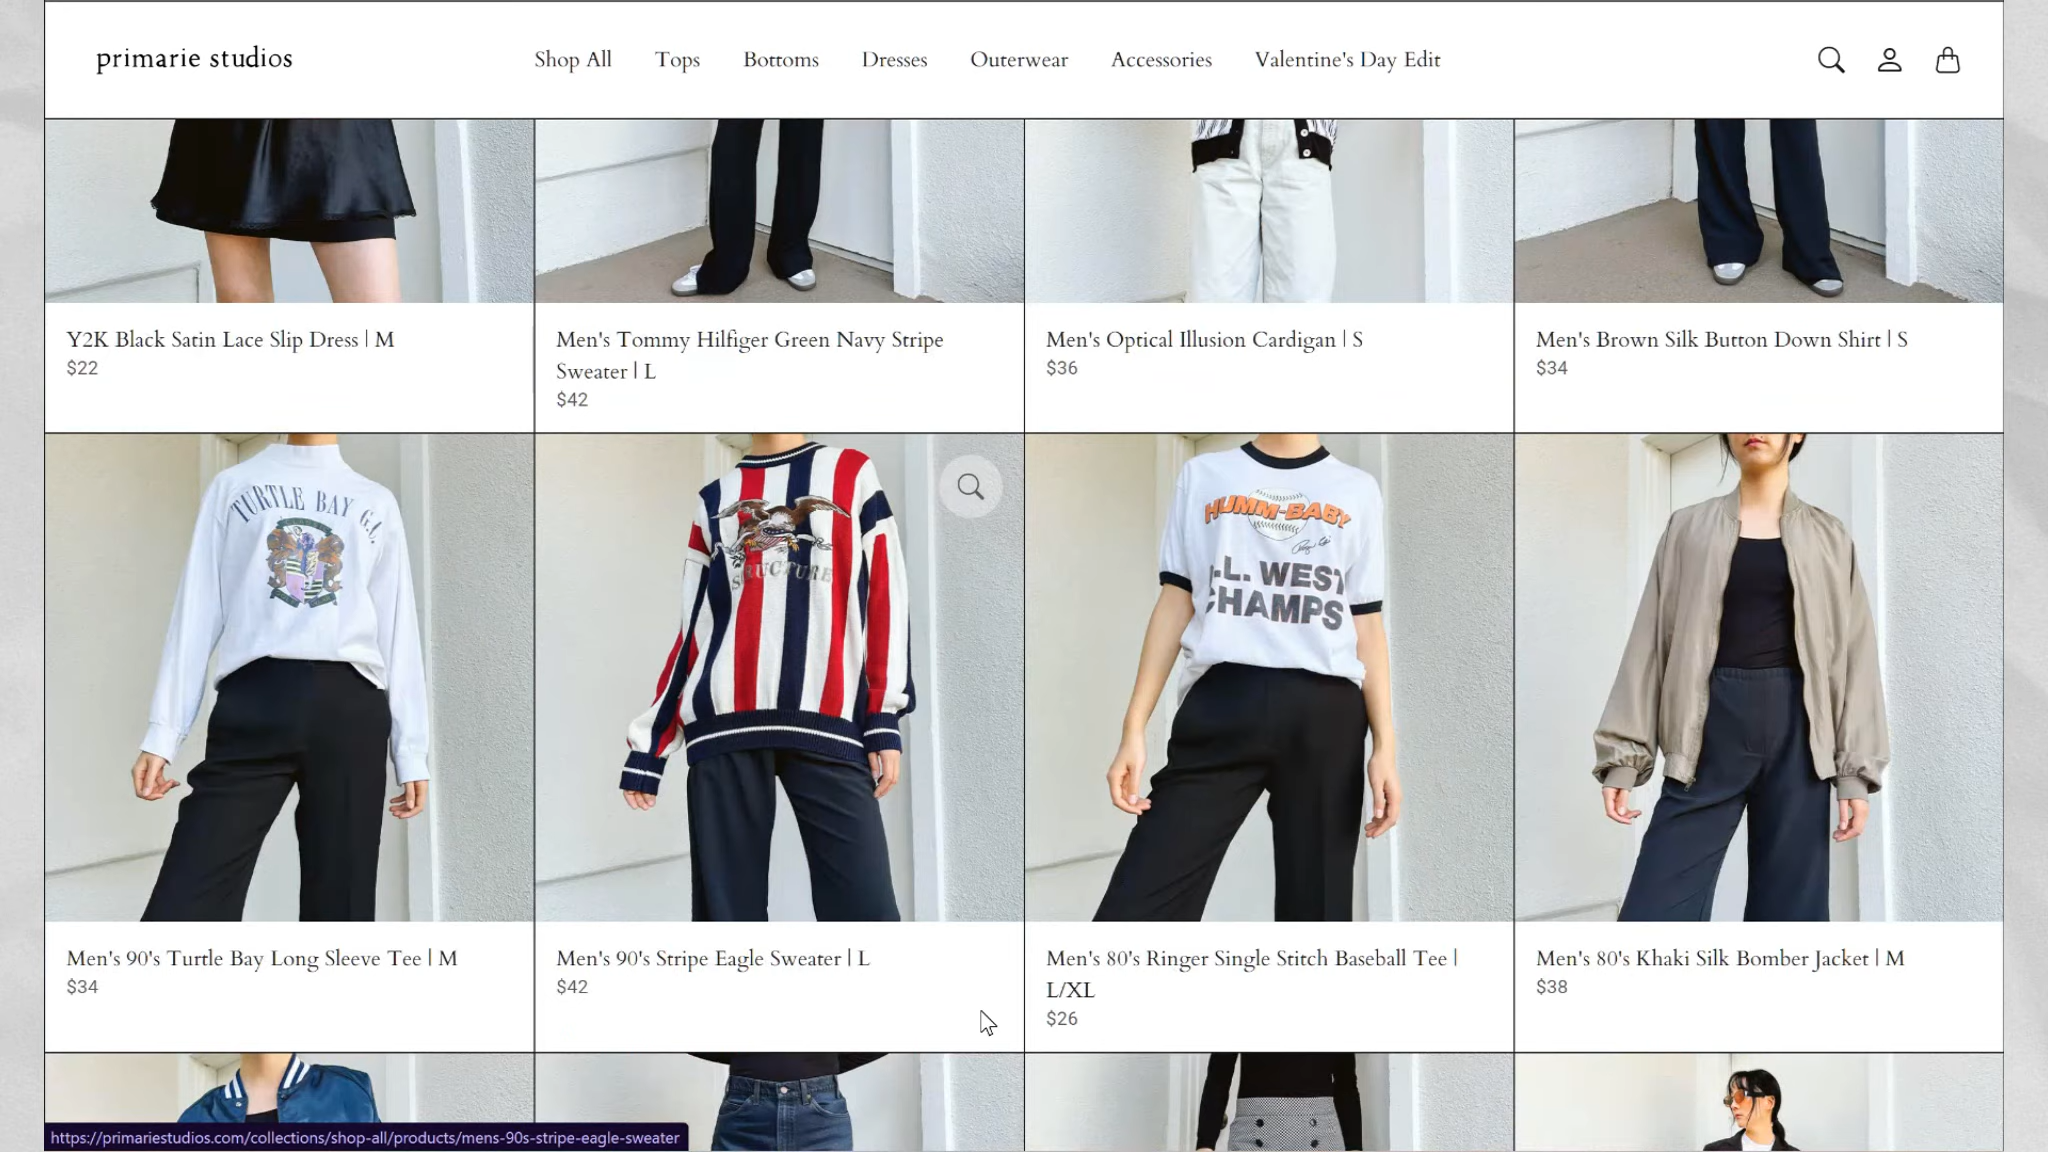 primarie studios
Shop All Tops Bottoms Dresses Outerwear Accessories Valentine's Day Edit
Y2K Black Satin Lace Slip Dress | M
$22
Men's Tommy Hilfiger Green Navy Stripe
Sweater | L
$42
Men's Optical Illusion Cardigan | S
$36
Men's Brown Silk Button Down Shirt | S
$34
TURTLE BAY G.C.
STRUCTURE
HUMM-BABY
.L. WEST
CHAMPS
Men's 90's Turtle Bay Long Sleeve Tee | M
$34
Men's 90's Stripe Eagle Sweater | L
$42
Men's 80's Ringer Single Stitch Baseball Tee |
L/XL
$26
Men's 80's Khaki Silk Bomber Jacket | M
$38
https://primariestudios.com/collections/shop-all/products/mens-90s-stripe-eagle-sweater